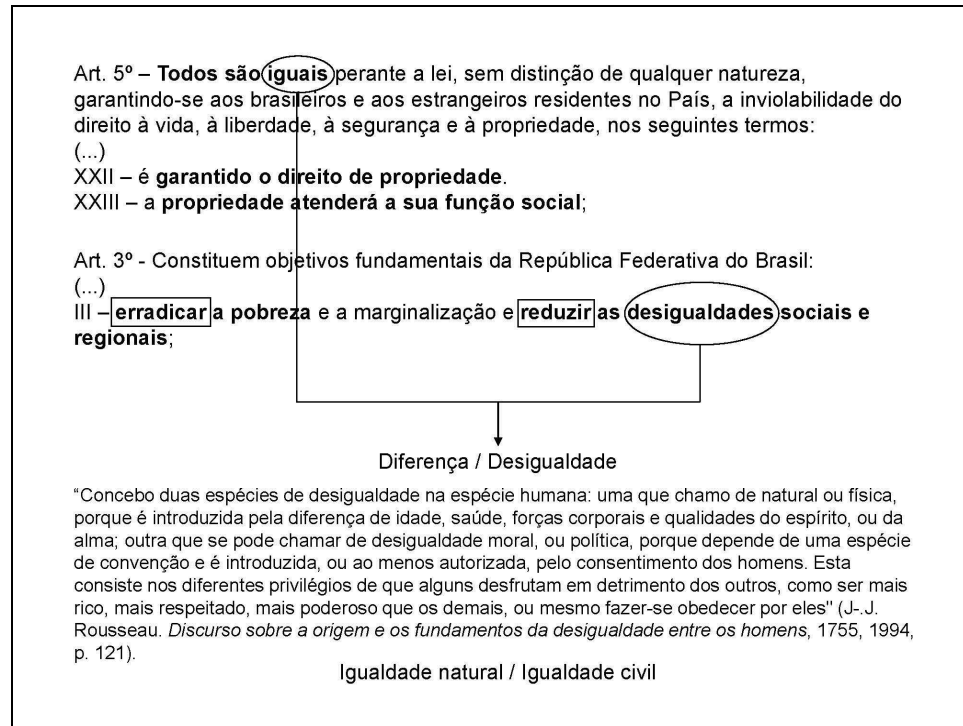 Art. 5º – Todos são iguais perante a lei, sem distinção de qualquer natureza,
garantindo-se aos brasileiros e aos estrangeiros residentes no País, a inviolabilidade do
direito à vida, à liberdade, à segurança e à propriedade, nos seguintes termos:
(...)
XXII – é garantido o direito de propriedade.
XXIII – a propriedade atenderá a sua função social;
Art. 3º - Constituem objetivos fundamentais da República Federativa do Brasil:
(...)
III – erradicar a pobreza e a marginalização e reduzir as desigualdades sociais e
regionais;
Diferença / Desigualdade
“Concebo duas espécies de desigualdade na espécie humana: uma que chamo de natural ou física,
porque é introduzida pela diferença de idade, saúde, forças corporais e qualidades do espírito, ou da
alma; outra que se pode chamar de desigualdade moral, ou política, porque depende de uma espécie
de convenção e é introduzida, ou ao menos autorizada, pelo consentimento dos homens. Esta
consiste nos diferentes privilégios de que alguns desfrutam em detrimento dos outros, como ser mais
rico, mais respeitado, mais poderoso que os demais, ou mesmo fazer-se obedecer por eles" (J-.J.
Rousseau. Discurso sobre a origem e os fundamentos da desigualdade entre os homens, 1755, 1994,
p. 121).
Igualdade natural / Igualdade civil